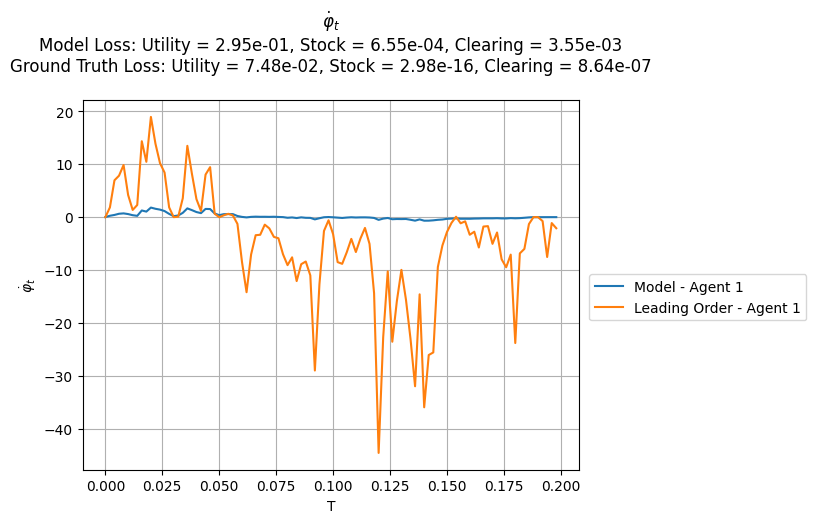 φ̇ₜ
Model Loss: Utility = 2.95e-01, Stock = 6.55e-04, Clearing = 3.55e-03
Ground Truth Loss: Utility = 7.48e-02, Stock = 2.98e-16, Clearing = 8.64e-07
20
10
0
−10
−20
−30
−40
φ̇ₜ
0.000 0.025 0.050 0.075 0.100 0.125 0.150 0.175 0.200
T
Model - Agent 1
Leading Order - Agent 1